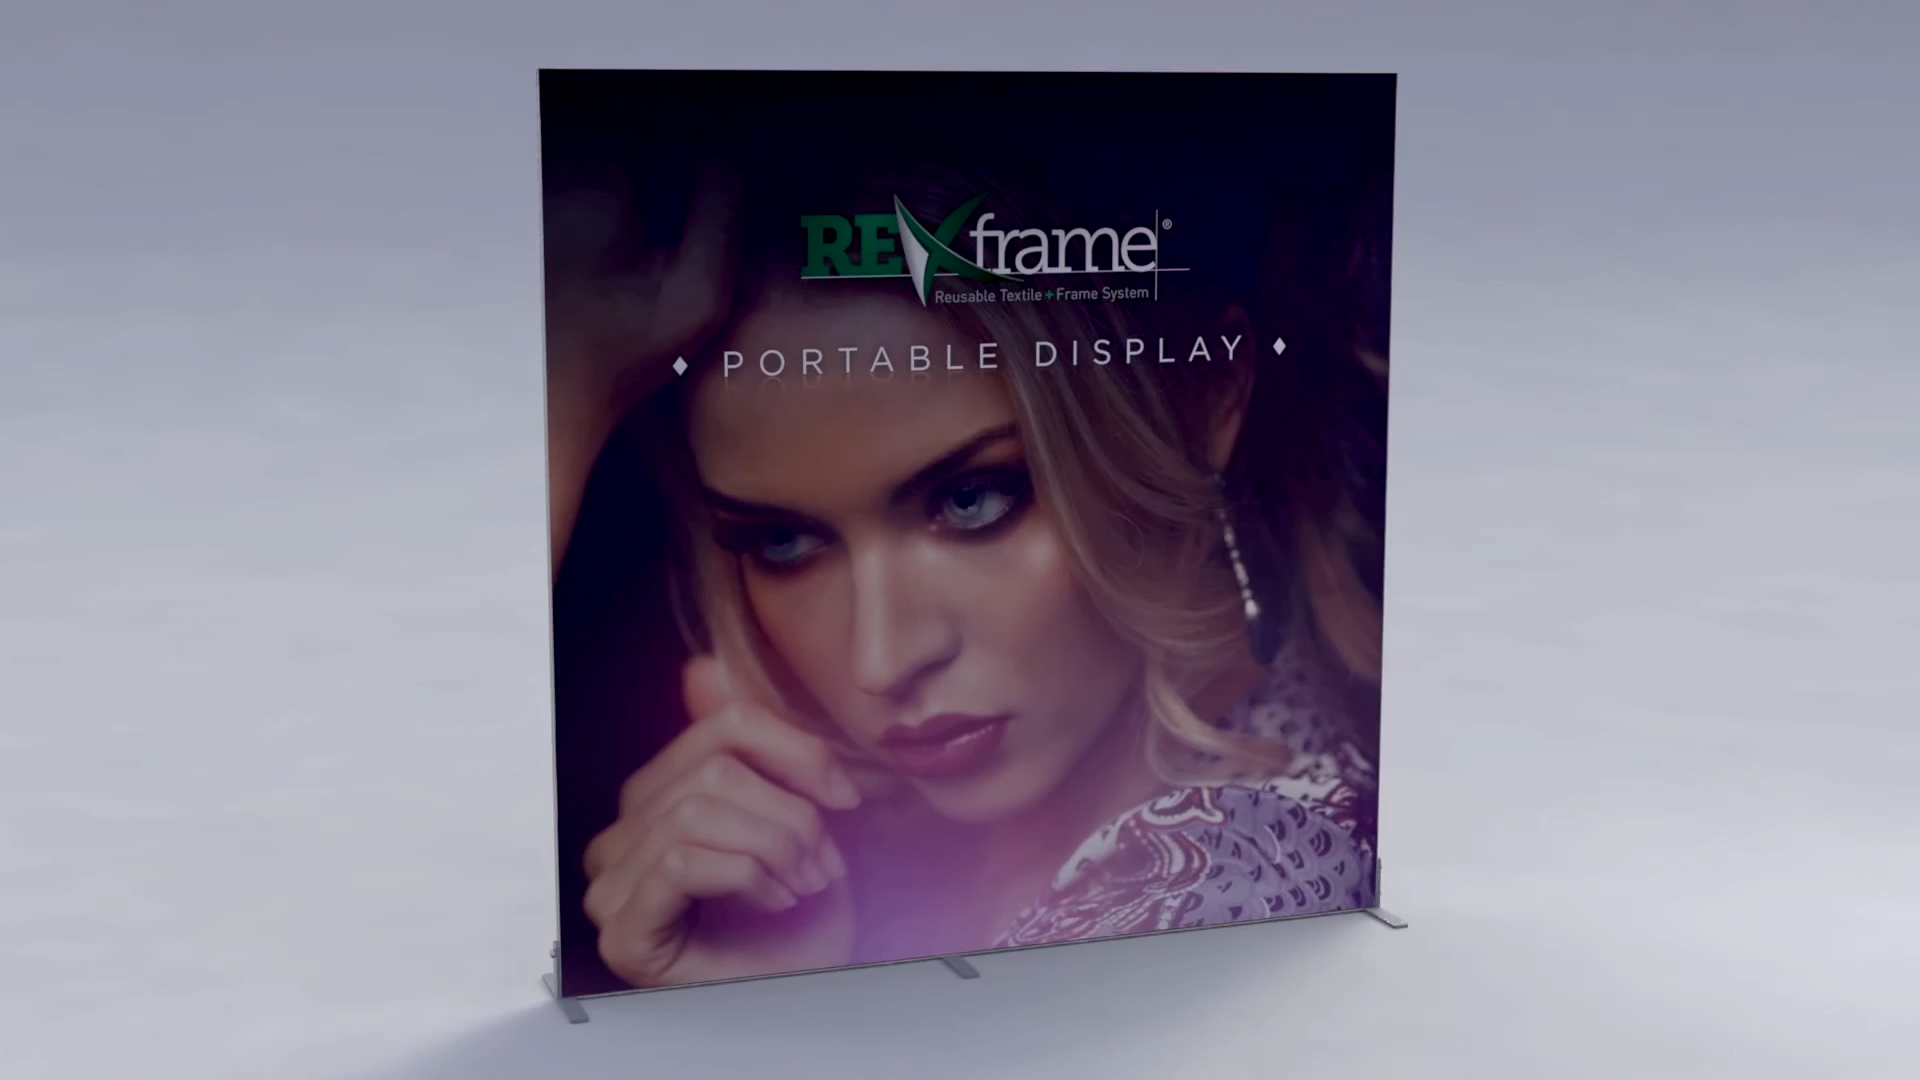 REXframe®
Reusable Textile + Frame System
♦ PORTABLE DISPLAY ♦